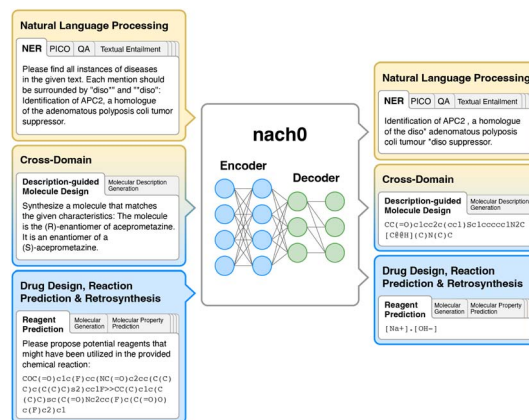 Natural Language Processing
NER PICO QA Textual Entailment
Please find all instances of diseases
in the given text. Each mention should
be surrounded by "diso*" and "*diso":
Identification of APC2, a homologue
of the adenomatous polyposis coli tumor
suppressor.
Cross-Domain
Description-guided
Molecule Design
Molecular Description
Generation
Synthesize a molecule that matches
the given characteristics: The molecule
is the (R)-enantiomer of aceprometazine.
It is an enantiomer of a
(S)-aceprometazine.
Drug Design, Reaction
Prediction & Retrosynthesis
Reagent
Prediction
Molecular
Generation
Molecular Property
Prediction
Please propose potential reagents that
might have been utilized in the provided
chemical reaction:
COC(=O)c1c(F)cc(NC(=O)c2cc(C(C)
C)c(C(C)C)s2)cc1F>>CC(C)c1c(C
(C)C)sc(C(=O)Nc2cc(F)c(C(=O)O)
c(F)c2)c1
nach0
Encoder
Decoder
Natural Language Processing
NER PICO QA Textual Entailment
Identification of APC2 , a homologue
of the diso* adenomatous polyposis
coli tumour *diso suppressor.
Cross-Domain
Description-guided
Molecule Design
Molecular Description
Generation
CC(=O)c1cc2c(cc1)Sc1ccccc1N2C
[C@@H](C)N(C)C
Drug Design, Reaction
Prediction & Retrosynthesis
Reagent
Prediction
Molecular
Generation
Molecular Property
Prediction
[Na+].[OH-]